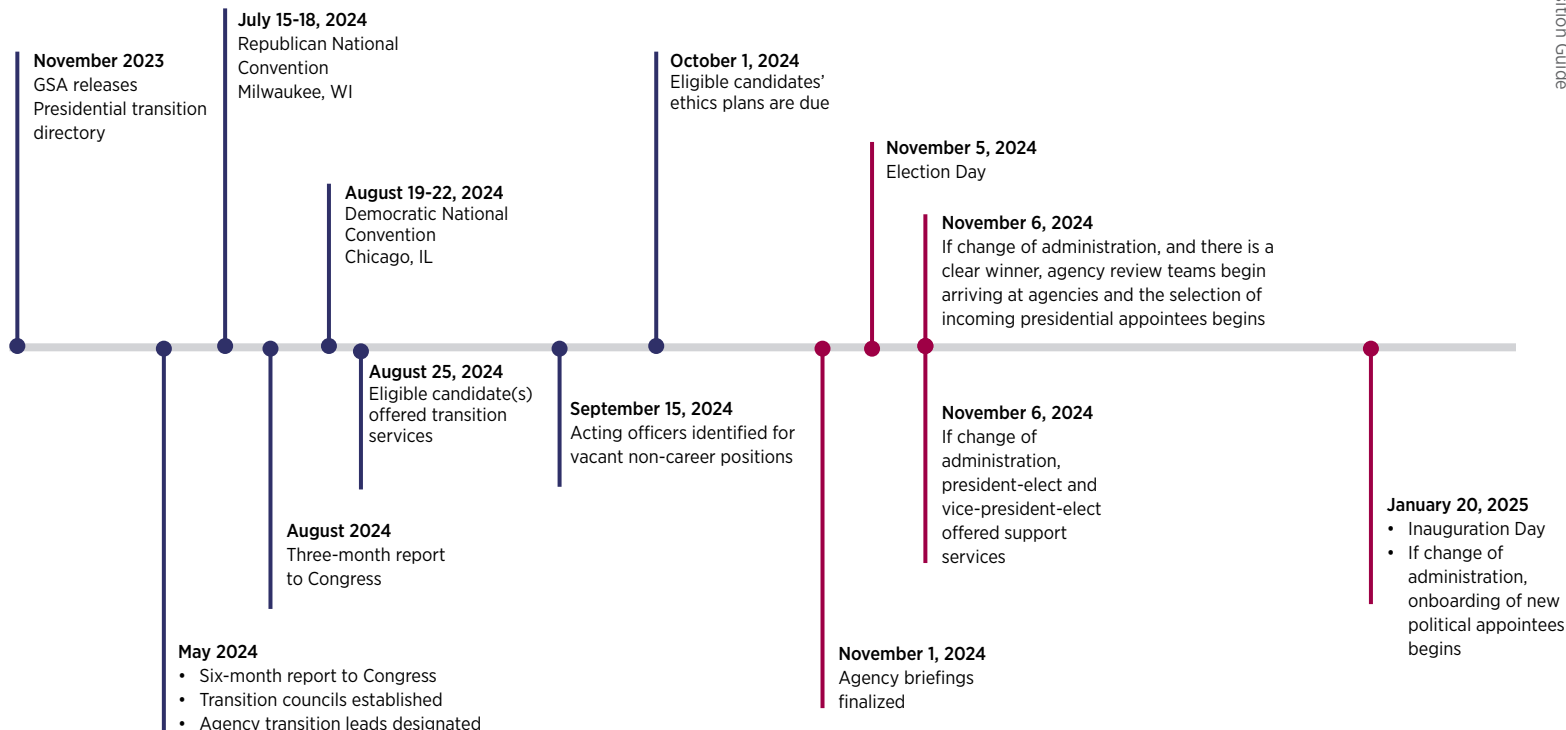 November 2023
GSA releases
Presidential transition
directory
July 15-18, 2024
Republican National
Convention
Milwaukee, WI
August 19-22, 2024
Democratic National
Convention
Chicago, IL
October 1, 2024
Eligible candidates’
ethics plans are due
November 5, 2024
Election Day
November 6, 2024
If change of administration, and there is a
clear winner, agency review teams begin
arriving at agencies and the selection of
incoming presidential appointees begins
May 2024
• Six-month report to Congress
• Transition councils established
• Agency transition leads designated
August 2024
Three-month report
to Congress
August 25, 2024
Eligible candidate(s)
offered transition
services
September 15, 2024
Acting officers identified for
vacant non-career positions
November 1, 2024
Agency briefings
finalized
November 6, 2024
If change of
administration,
president-elect and
vice-president-elect
offered support
services
January 20, 2025
• Inauguration Day
• If change of
administration,
onboarding of new
political appointees
begins
Guide